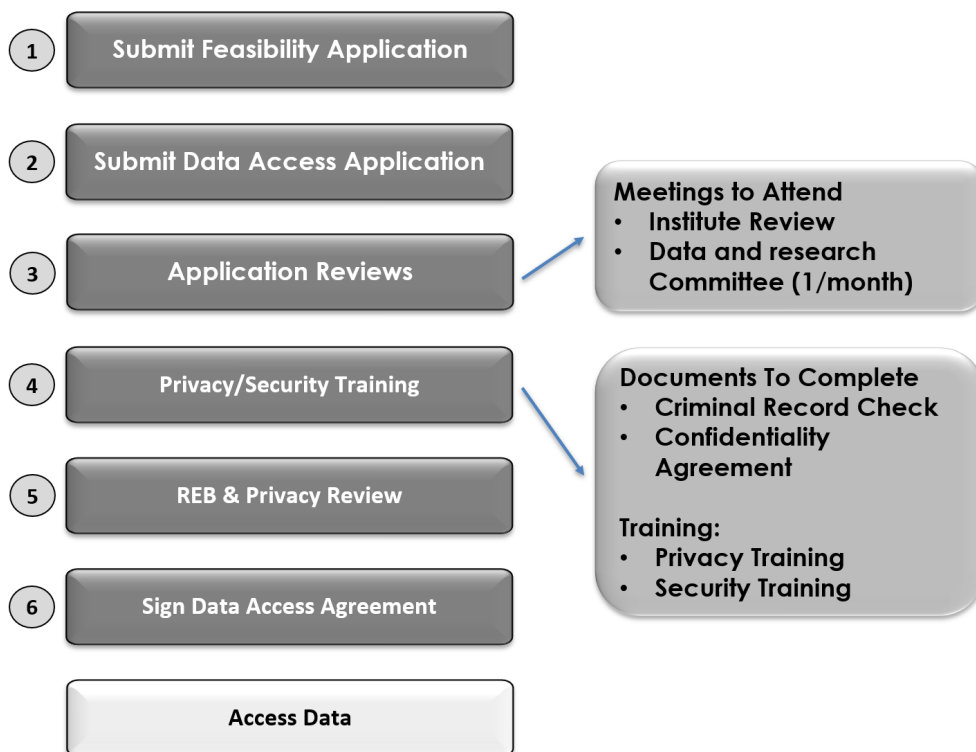 1
Submit Feasibility Application
2
Submit Data Access Application
3
Application Reviews
Meetings to Attend
• Institute Review
• Data and research
Committee (1/month)
4
Privacy/Security Training
Documents To Complete
• Criminal Record Check
• Confidentiality
Agreement
Training:
• Privacy Training
• Security Training
5
REB & Privacy Review
6
Sign Data Access Agreement
Access Data